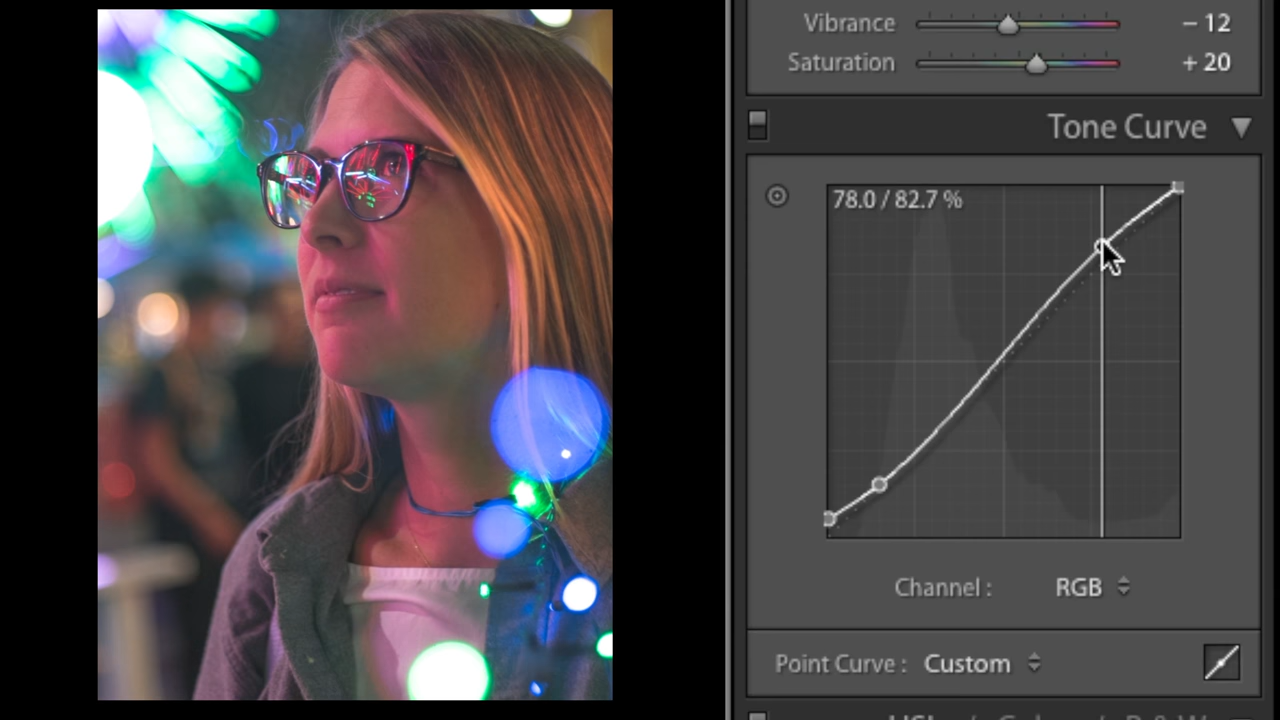 Vibrance − 12
Saturation + 20
Tone Curve
78.0 / 82.7 %
Channel : RGB
Point Curve : Custom